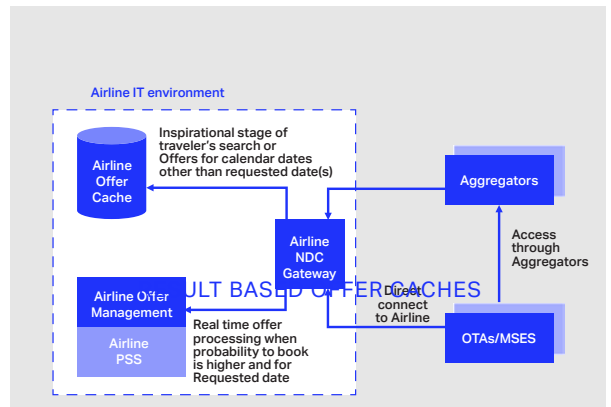 Airline IT environment
Inspirational stage of
traveler's search or
Offers for calendar dates
other than requested date(s)
Airline
Offer
Cache
Aggregators
Airline
NDC
Gateway
Access
through
Aggregators
ULT BASED OFFER CACHES
Direct
connect
to Airline
Airline Offer
Management
Airline
PSS
Real time offer
processing when
probability to book
is higher and for
Requested date
OTAs/MSES